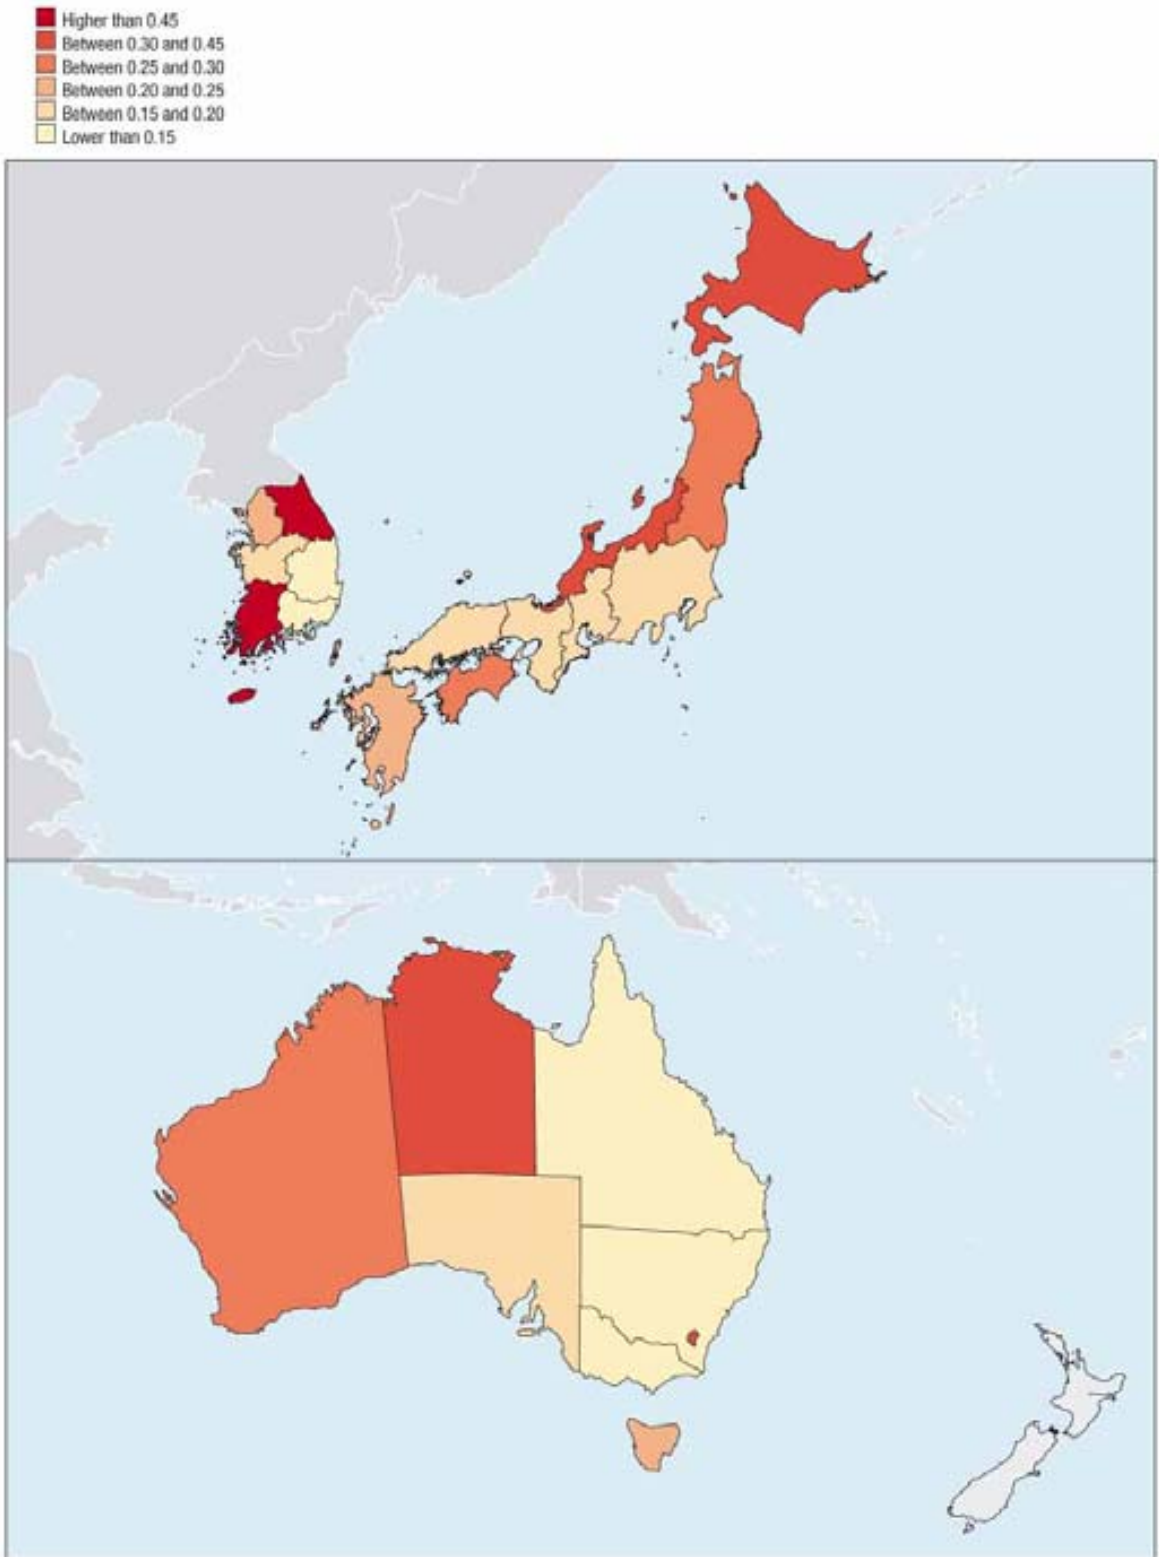 Higher than 0.45
Between 0.30 and 0.45
Between 0.25 and 0.30
Between 0.20 and 0.25
Between 0.15 and 0.20
Lower than 0.15